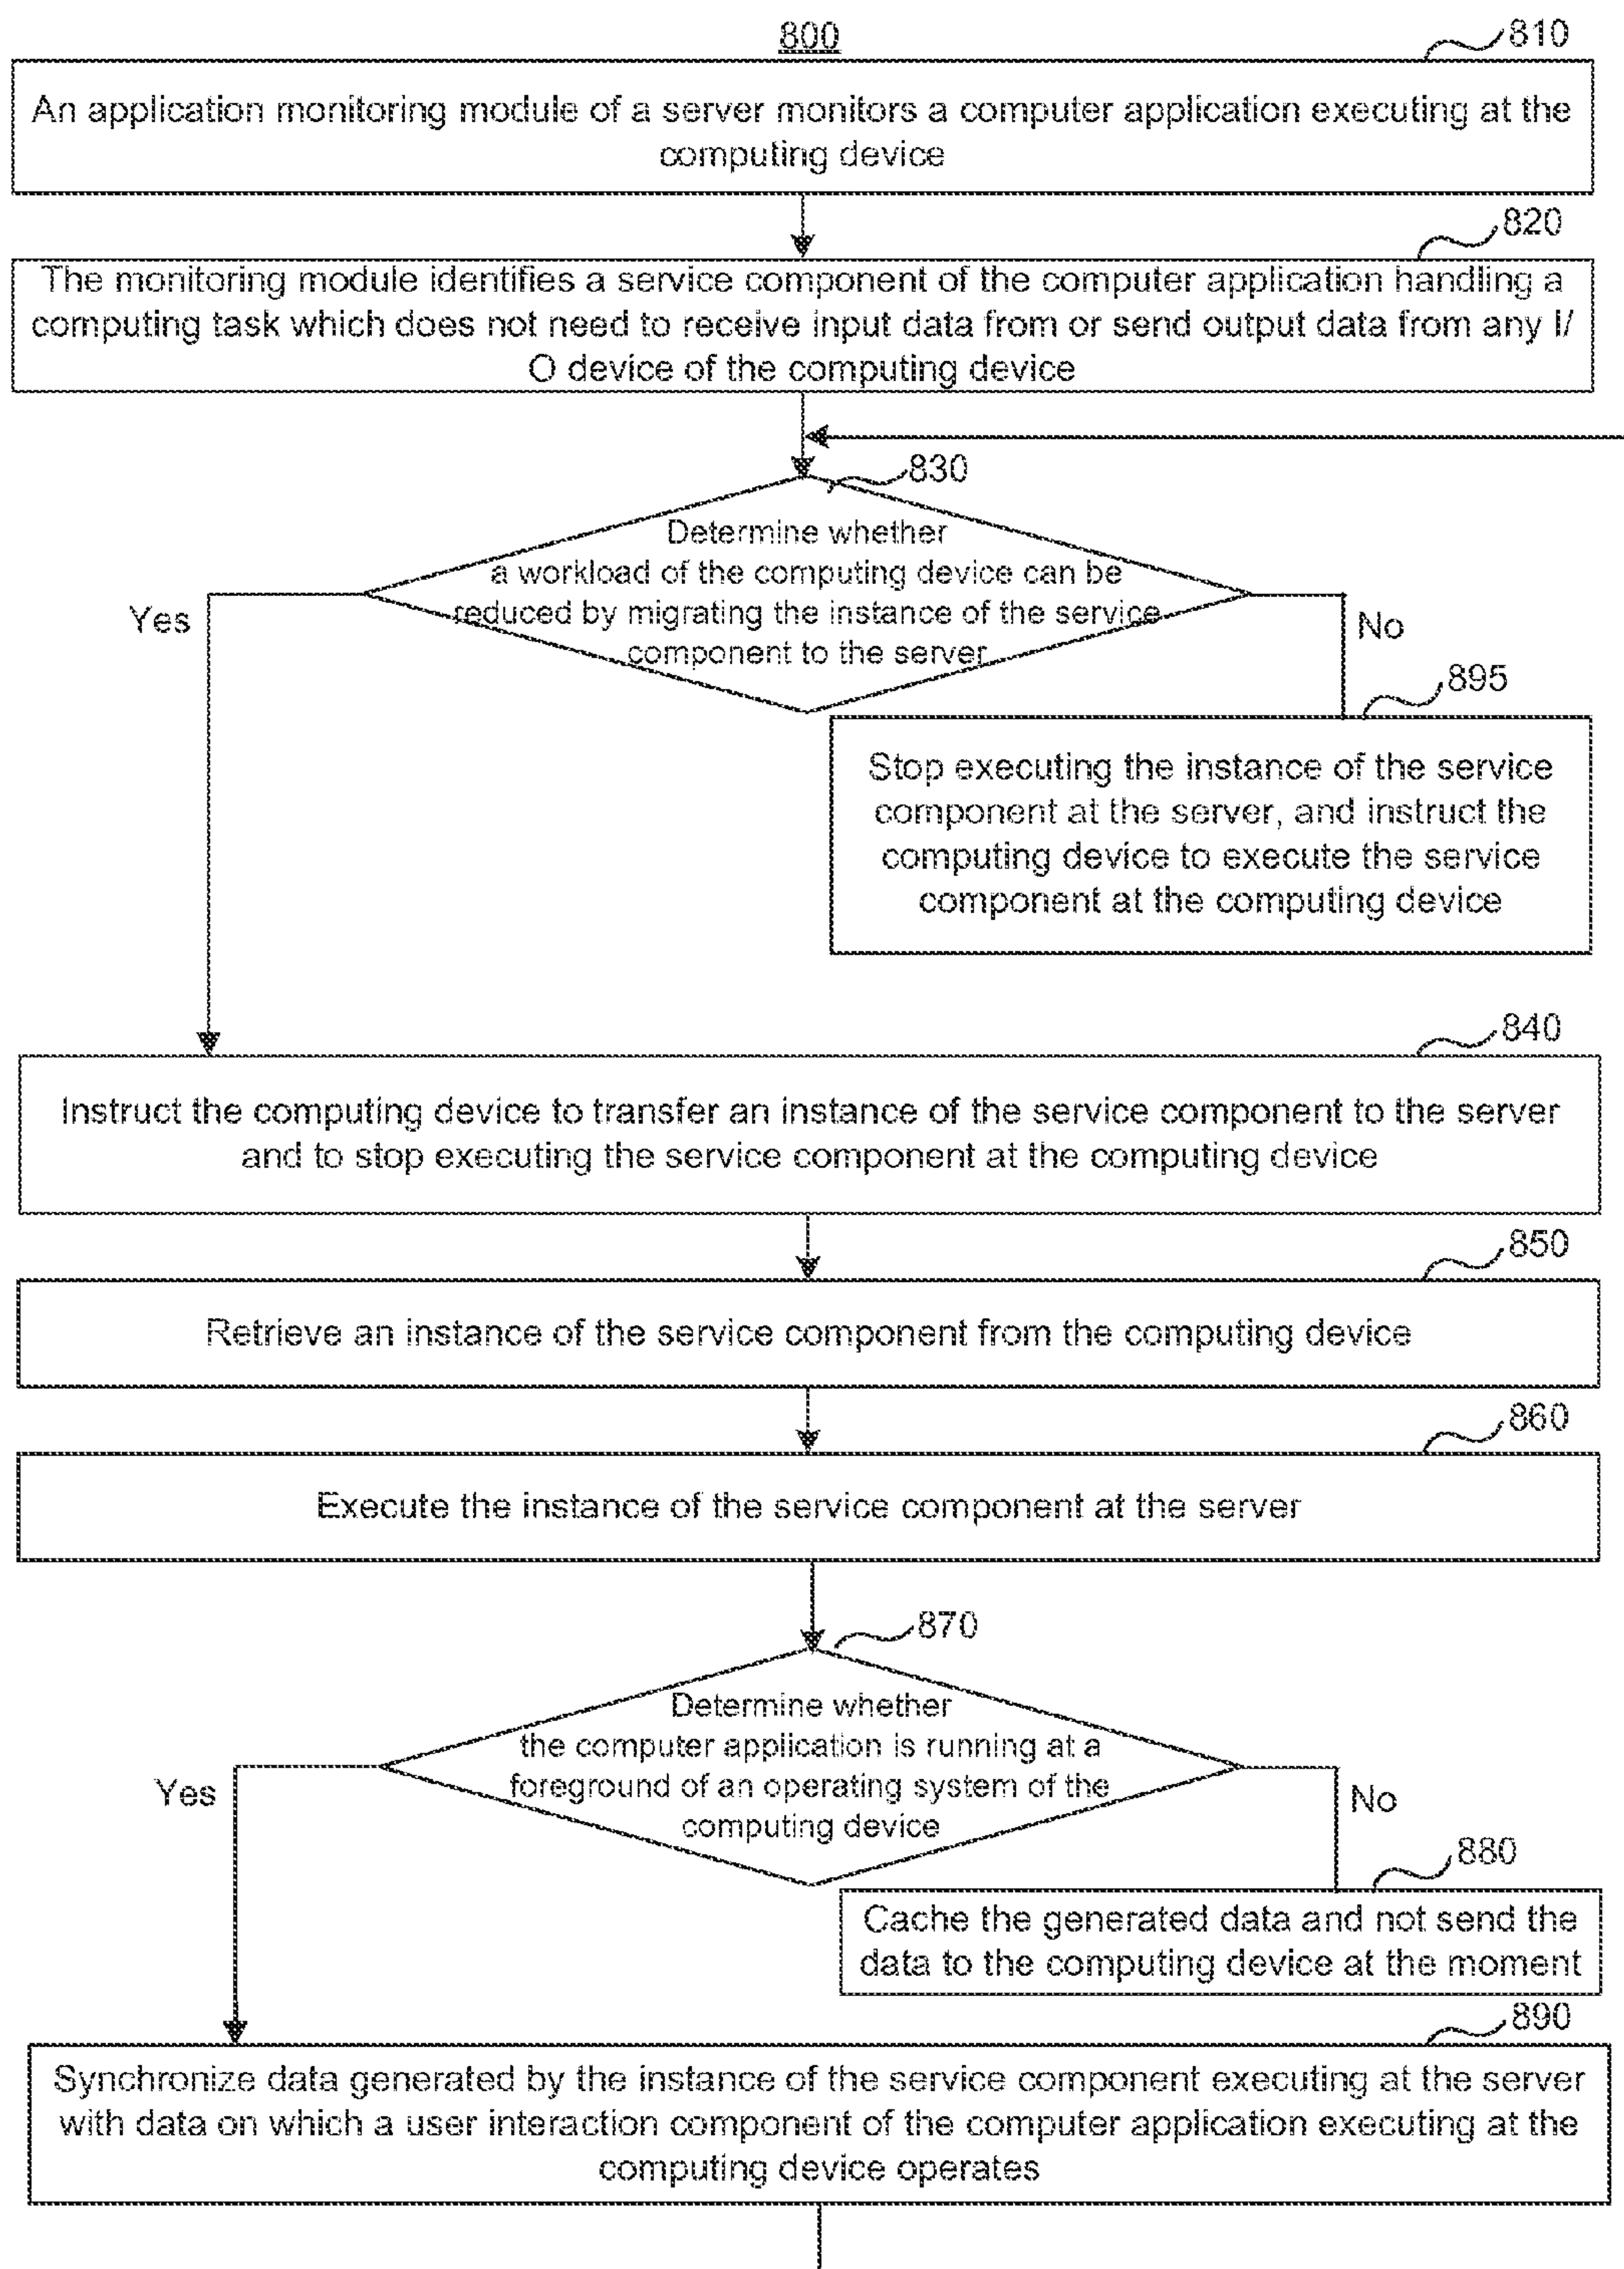 800
810
An application monitoring module of a server monitors a computer application executing at the
computing device
820
The monitoring module identifies a service component of the computer application handling a
computing task which does not need to receive input data from or send output data from any I/
O device of the computing device
830
Determine whether
a workload of the computing device can be
reduced by migrating the instance of the service
component to the server
Yes
No
895
Stop executing the instance of the service
component at the server, and instruct the
computing device to execute the service
component at the computing device
840
Instruct the computing device to transfer an instance of the service component to the server
and to stop executing the service component at the computing device
850
Retrieve an instance of the service component from the computing device
860
Execute the instance of the service component at the server
870
Determine whether
the computer application is running at a
foreground of an operating system of the
computing device
Yes
No
880
Cache the generated data and not send the
data to the computing device at the moment
890
Synchronize data generated by the instance of the service component executing at the server
with data on which a user interaction component of the computer application executing at the
computing device operates